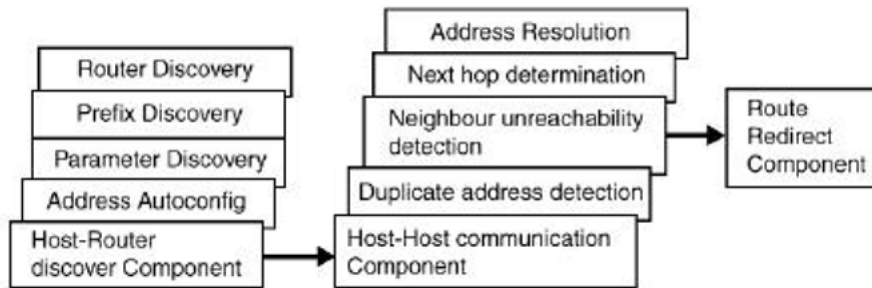 Router Discovery
Prefix Discovery
Parameter Discovery
Address Autoconfig
Host-Router
discover Component
Address Resolution
Next hop determination
Neighbour unreachability
detection
Duplicate address detection
Host-Host communication
Component
Route
Redirect
Component